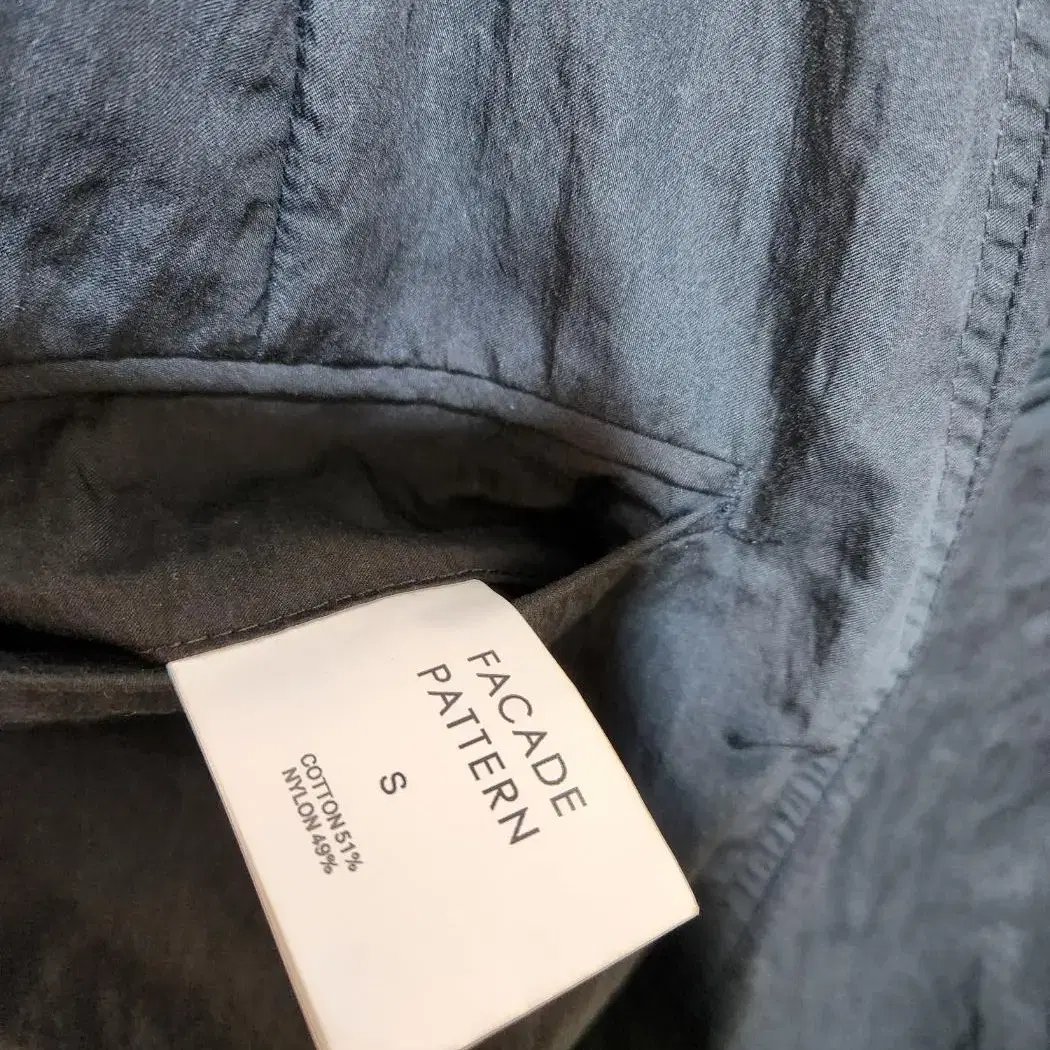 FACADE
PATTERN
S
COTTON 51%
NYLON 49%